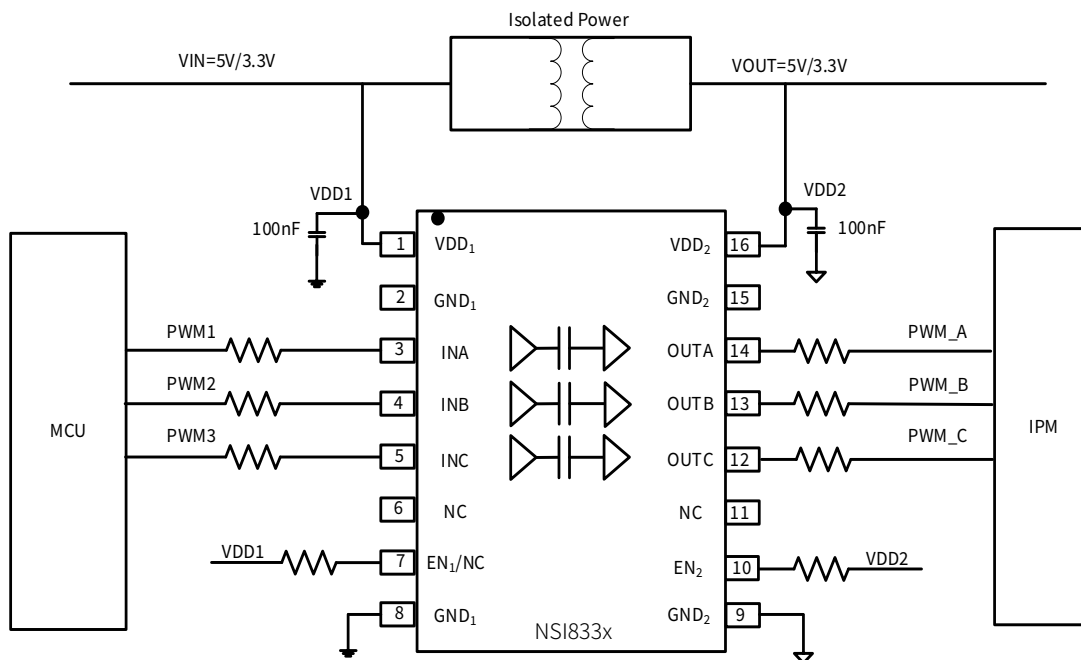 Isolated Power
VIN=5V/3.3V
VOUT=5V/3.3V
VDD1
VDD2
100nF
100nF
1 VDD₁
VDD₂ 16
2 GND₁
GND₂ 15
PWM1
3 INA
OUTA 14
PWM_A
PWM2
4 INB
OUTB 13
PWM_B
MCU
IPM
PWM3
5 INC
OUTC 12
PWM_C
6 NC
NC 11
VDD1
7 EN₁/NC
EN₂ 10
VDD2
8 GND₁
GND₂ 9
NSI833x